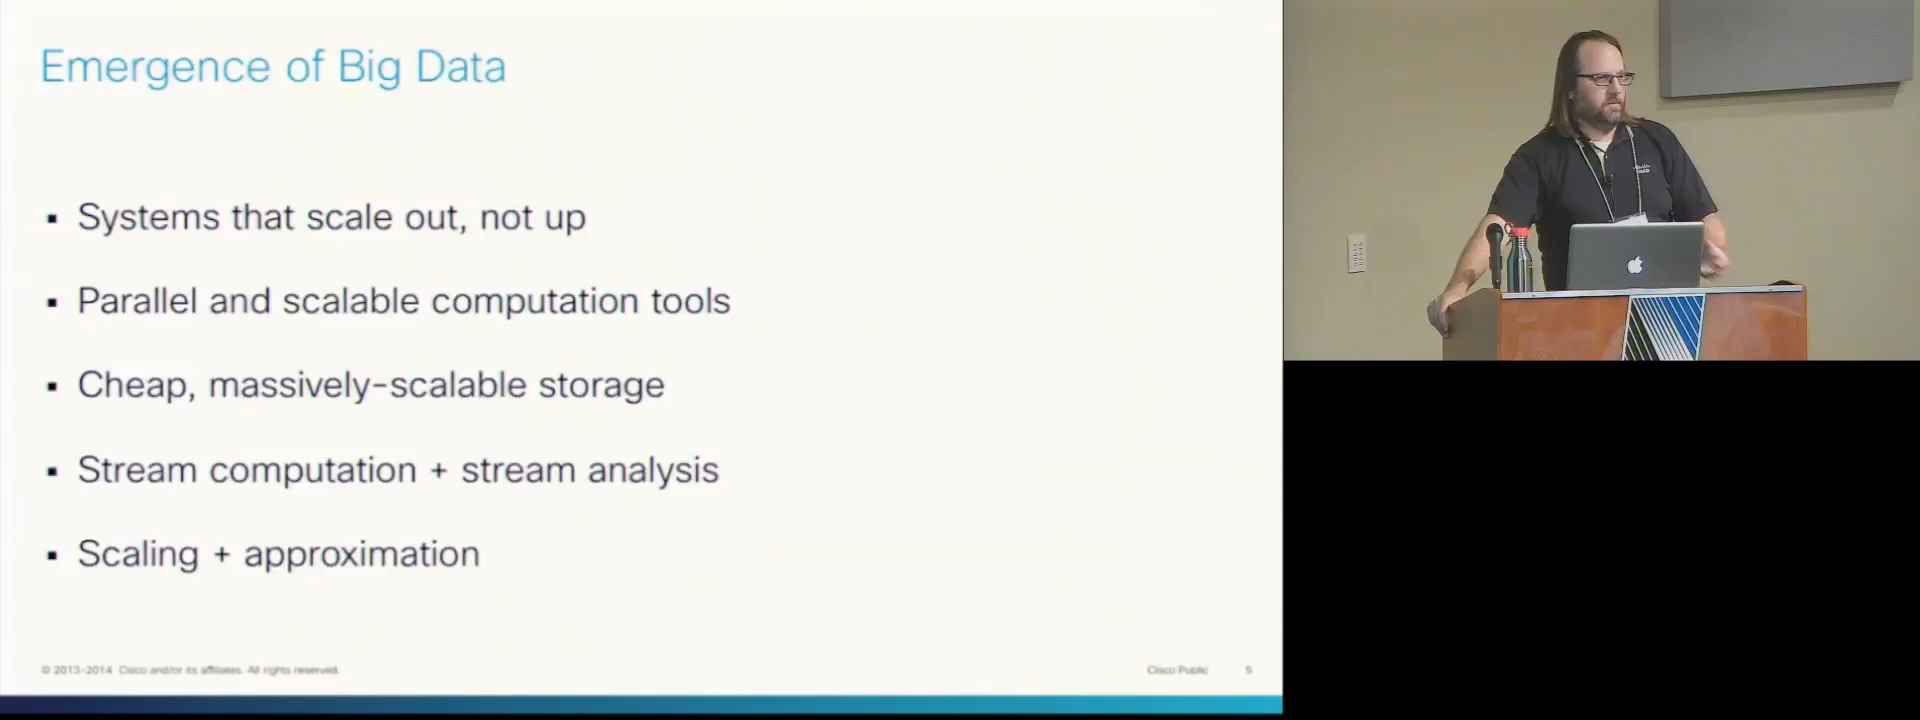 Emergence of Big Data
▪ Systems that scale out, not up
▪ Parallel and scalable computation tools
▪ Cheap, massively-scalable storage
▪ Stream computation + stream analysis
▪ Scaling + approximation
© 2013-2014 Cisco and/or its affiliates. All rights reserved.
Cisco Public 5